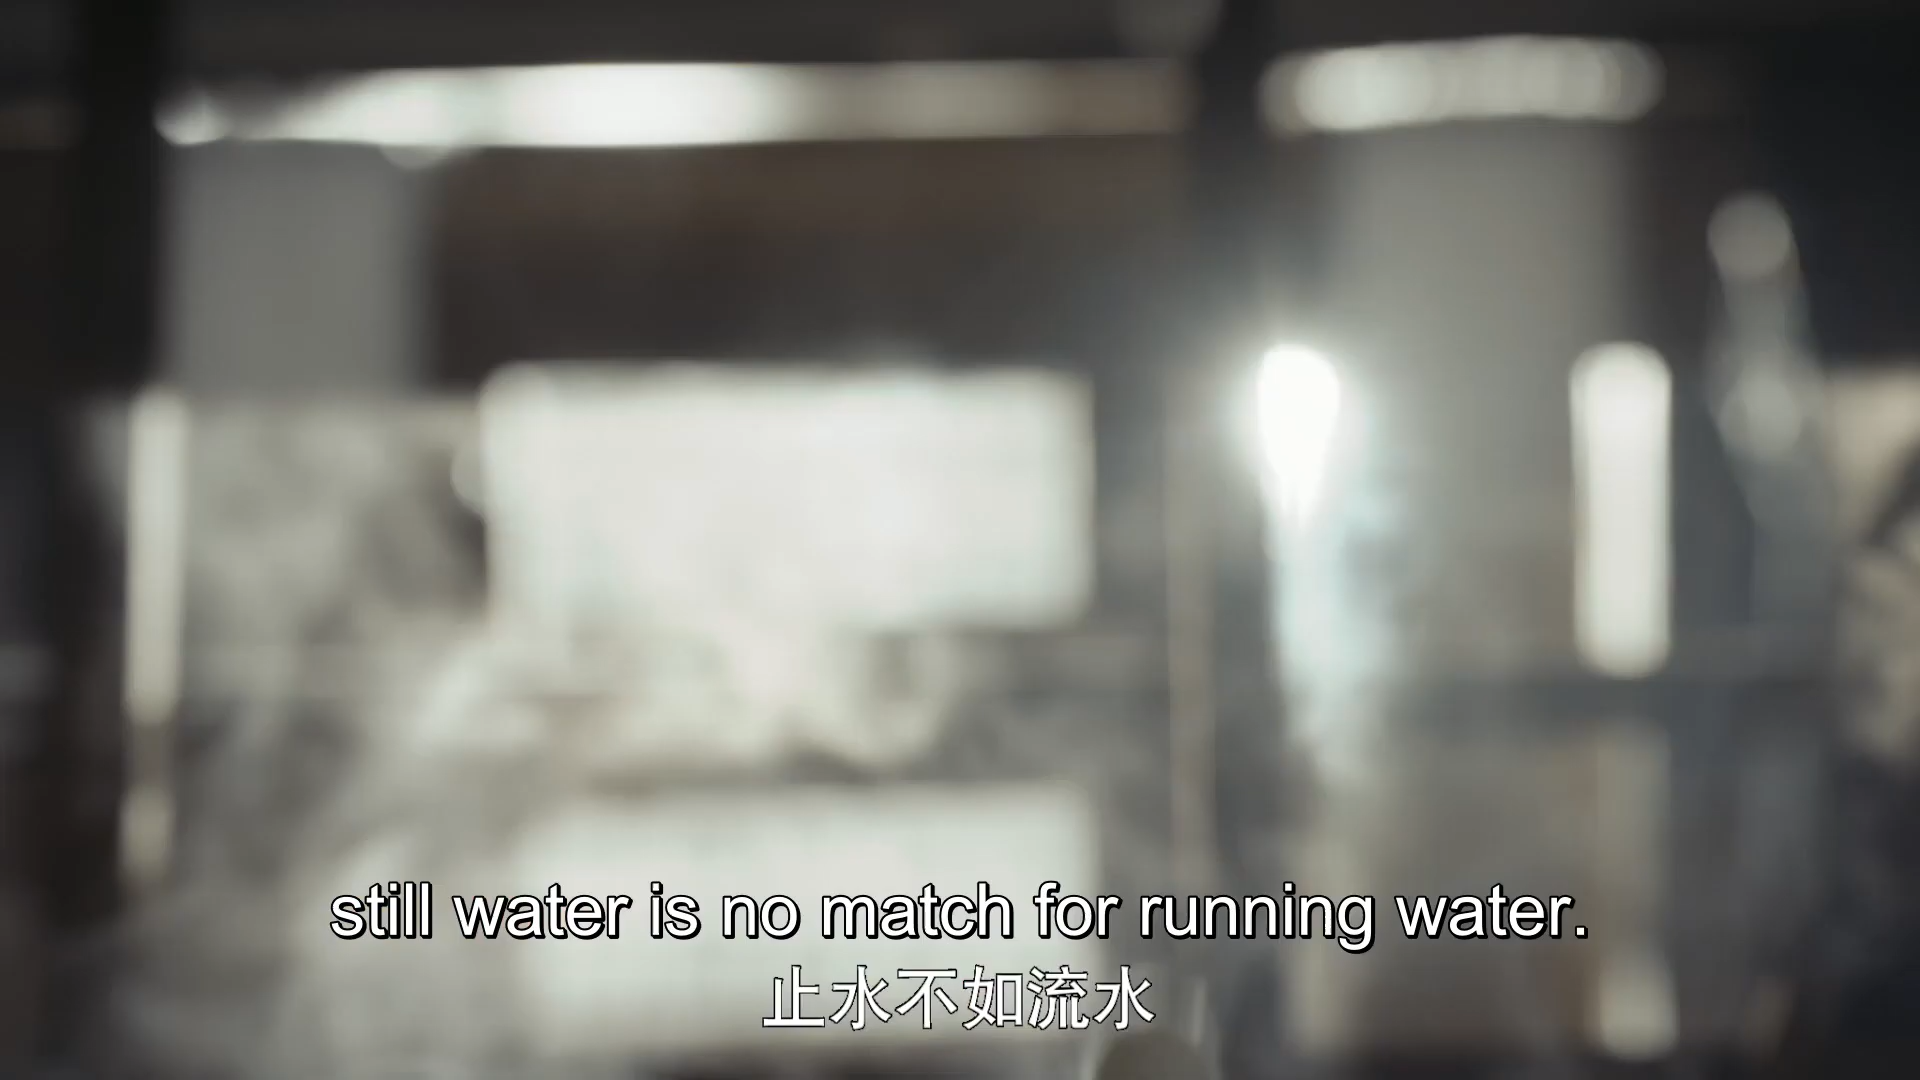 still water is no match for running water.
止水不如流水